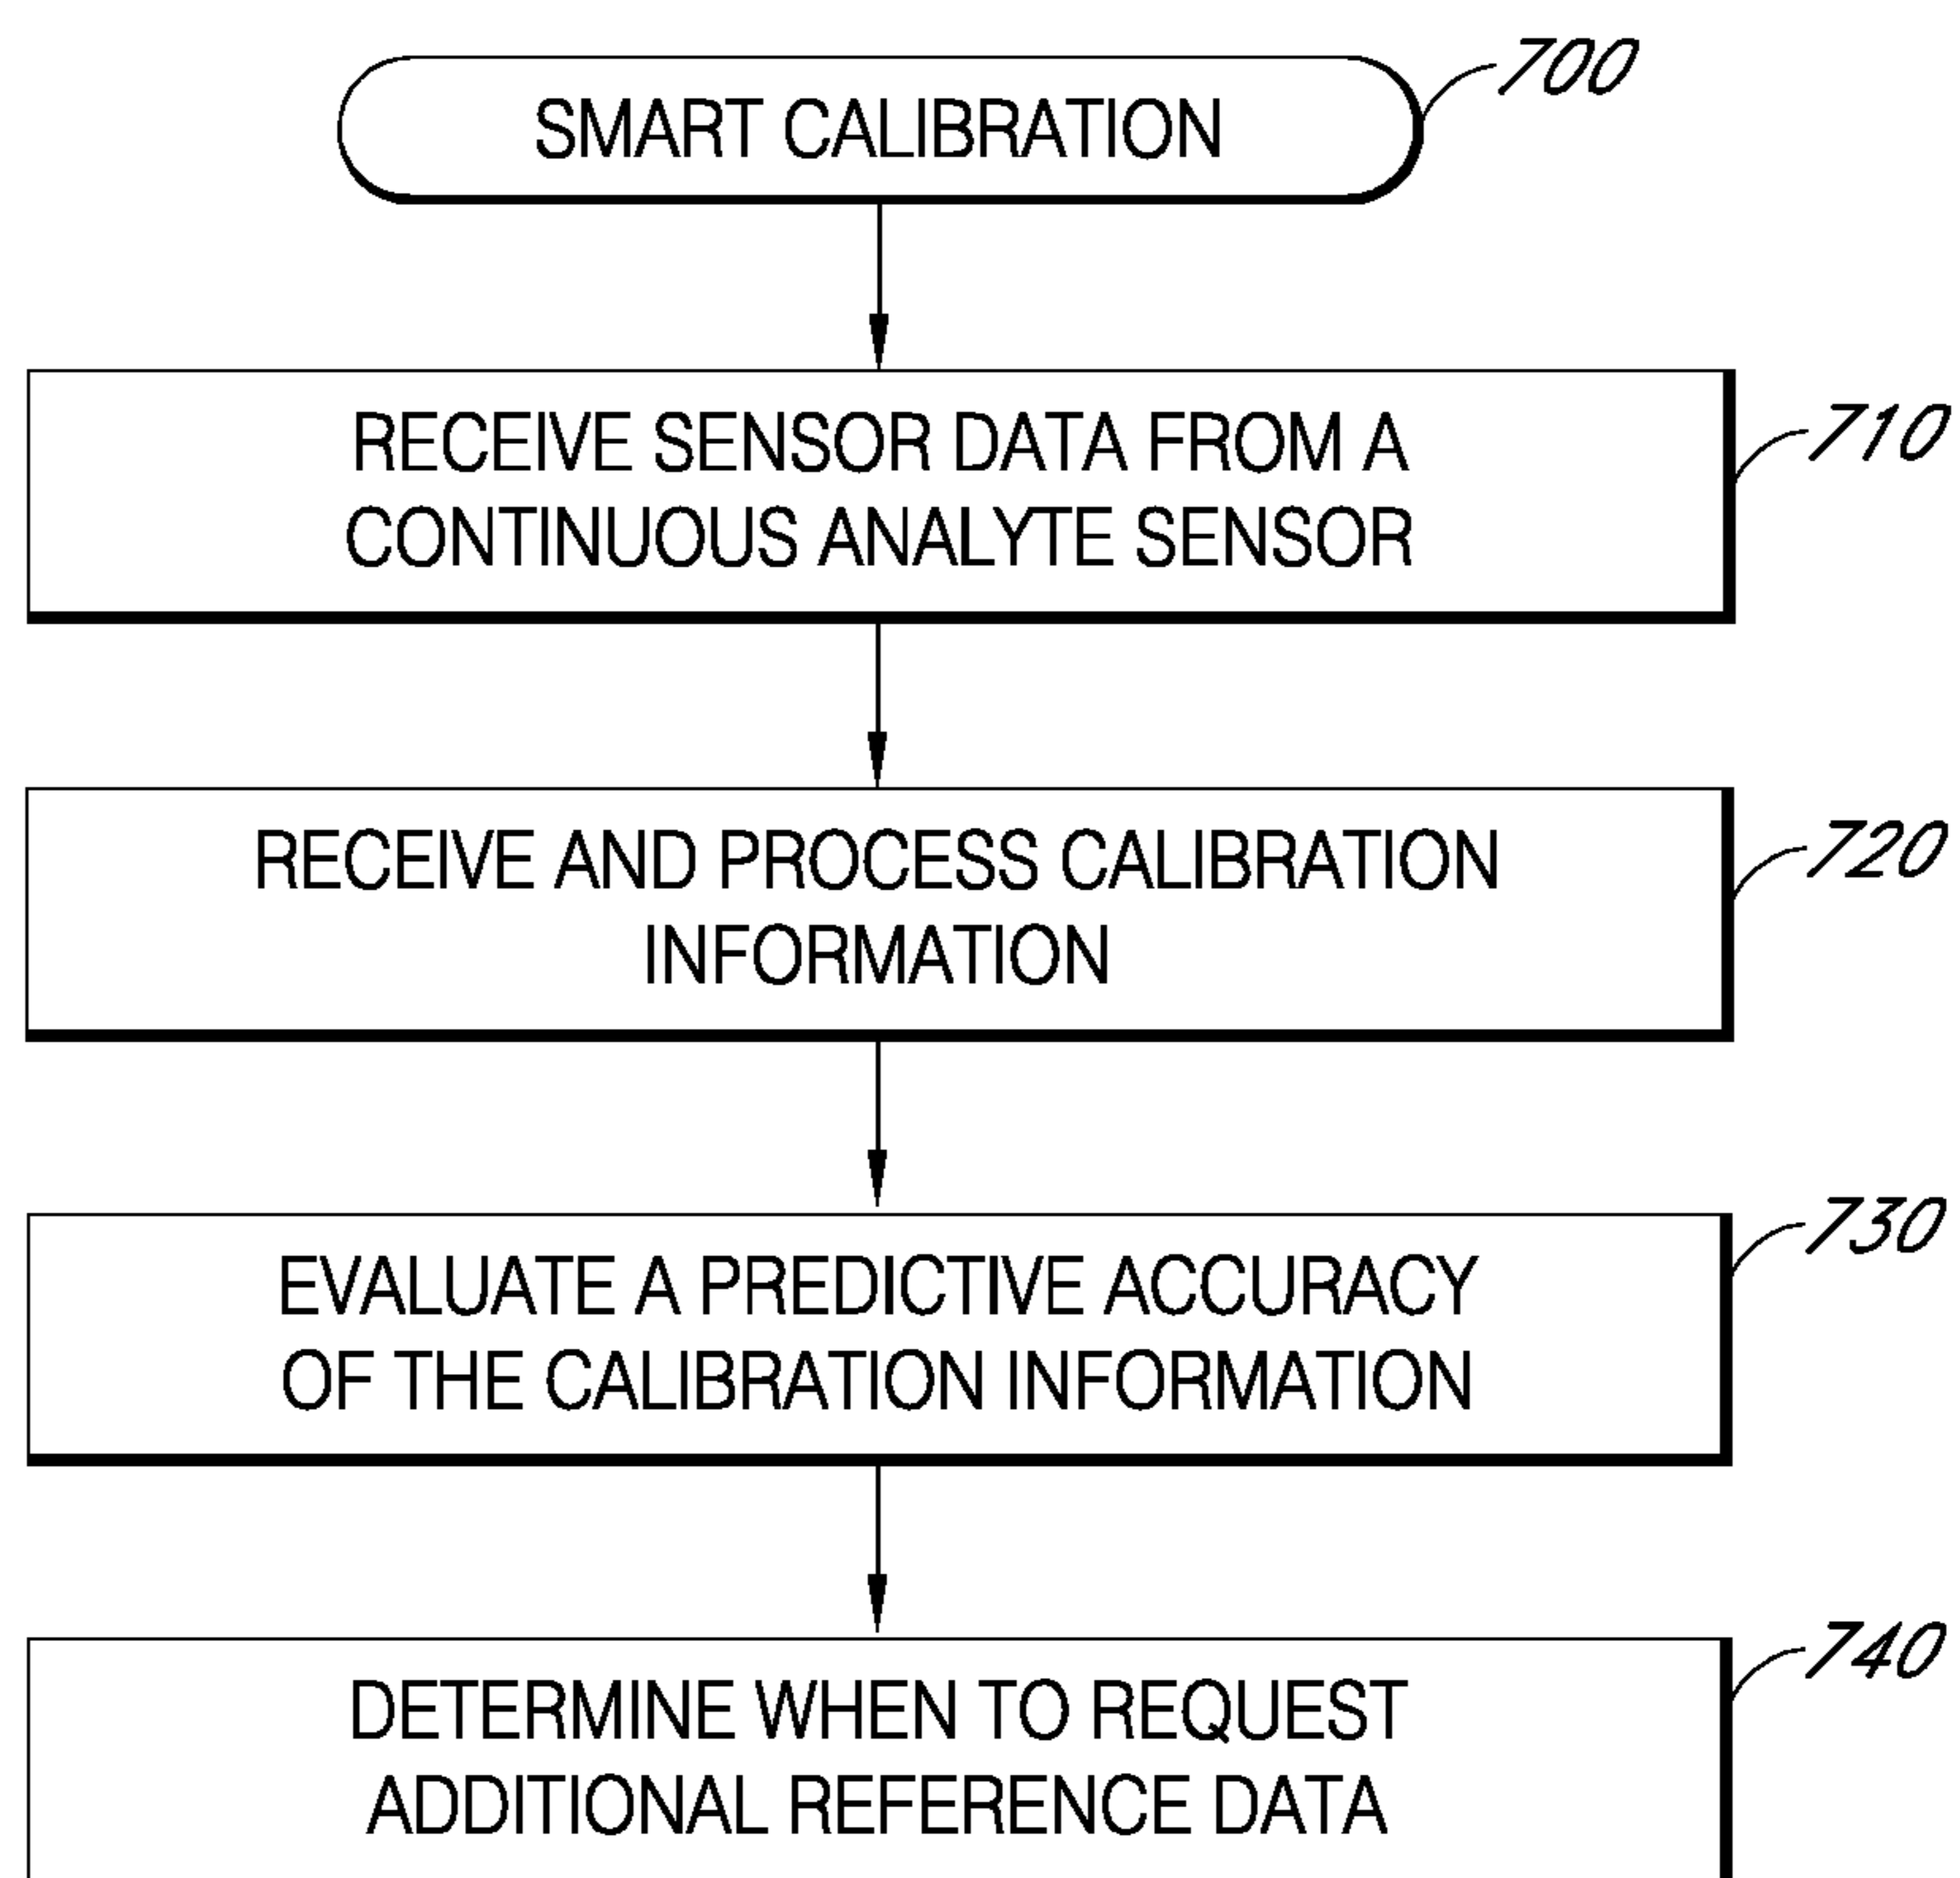 SMART CALIBRATION
700
RECEIVE SENSOR DATA FROM A
CONTINUOUS ANALYTE SENSOR
710
RECEIVE AND PROCESS CALIBRATION
INFORMATION
720
EVALUATE A PREDICTIVE ACCURACY
OF THE CALIBRATION INFORMATION
730
DETERMINE WHEN TO REQUEST
ADDITIONAL REFERENCE DATA
740